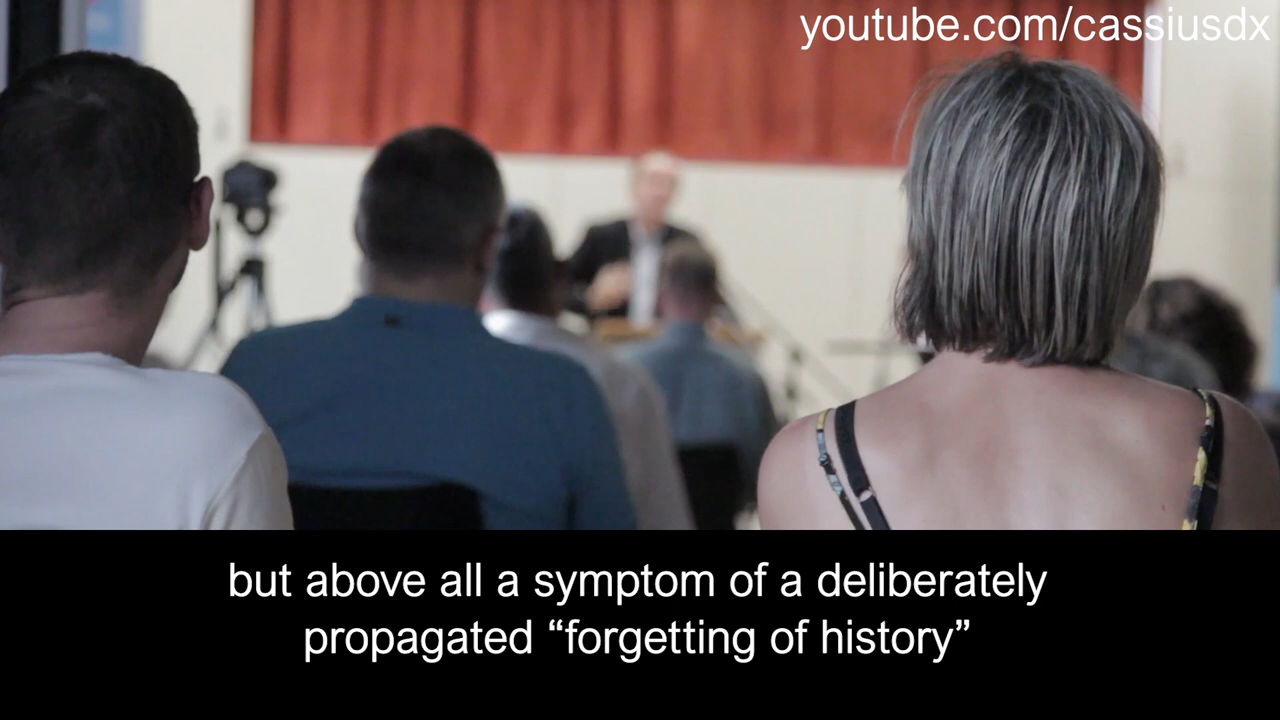 youtube.com/cassiusdx
but above all a symptom of a deliberately
propagated “forgetting of history”